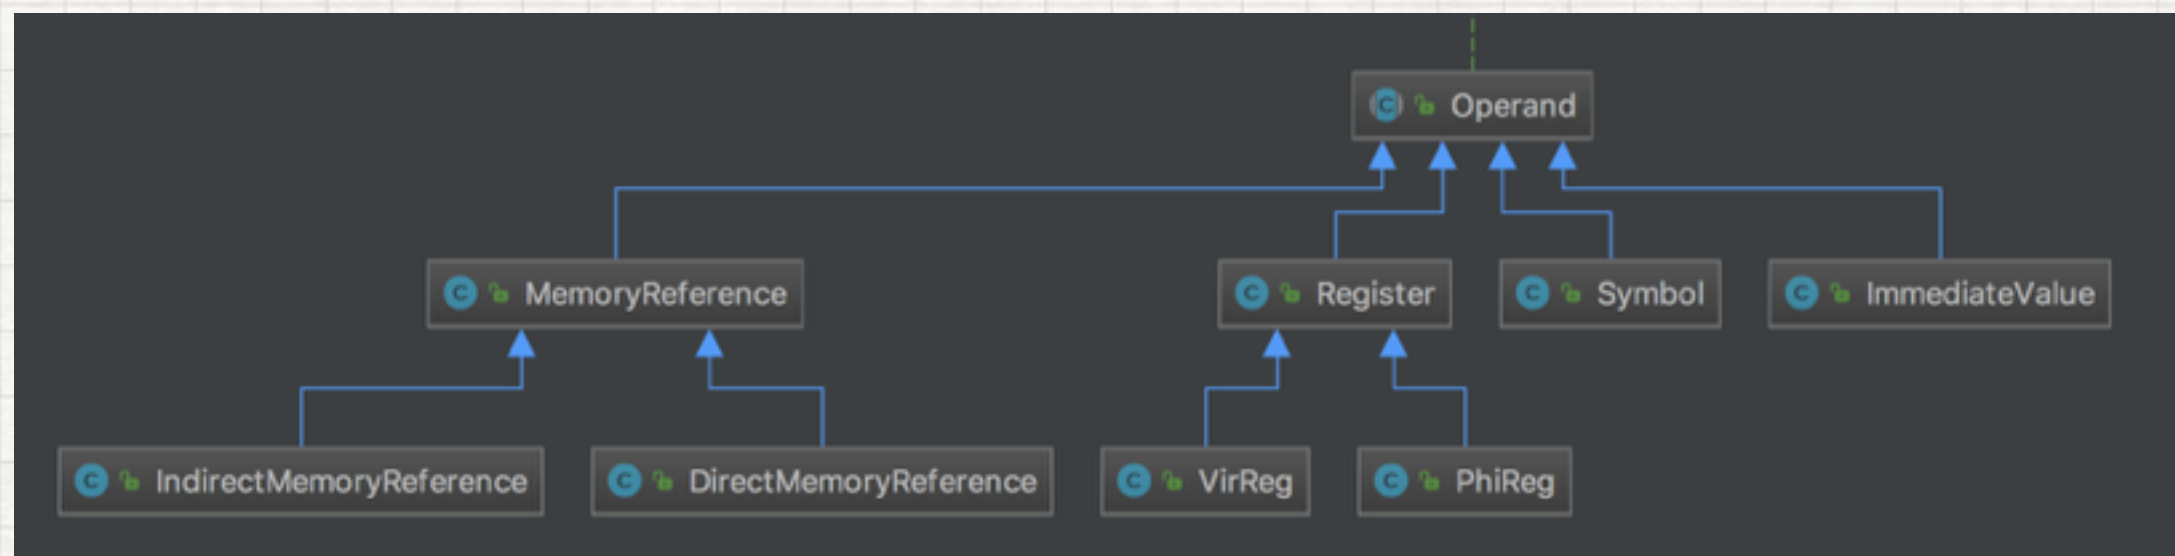 Operand
MemoryReference
Register
Symbol
ImmediateValue
IndirectMemoryReference
DirectMemoryReference
VirReg
PhiReg